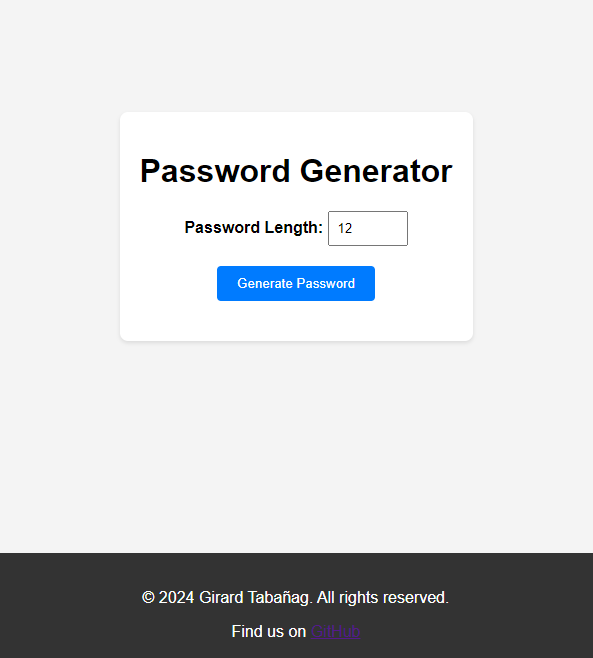 Password Generator
Password Length: 12
Generate Password
© 2024 Girard Tabañag. All rights reserved.
Find us on GitHub